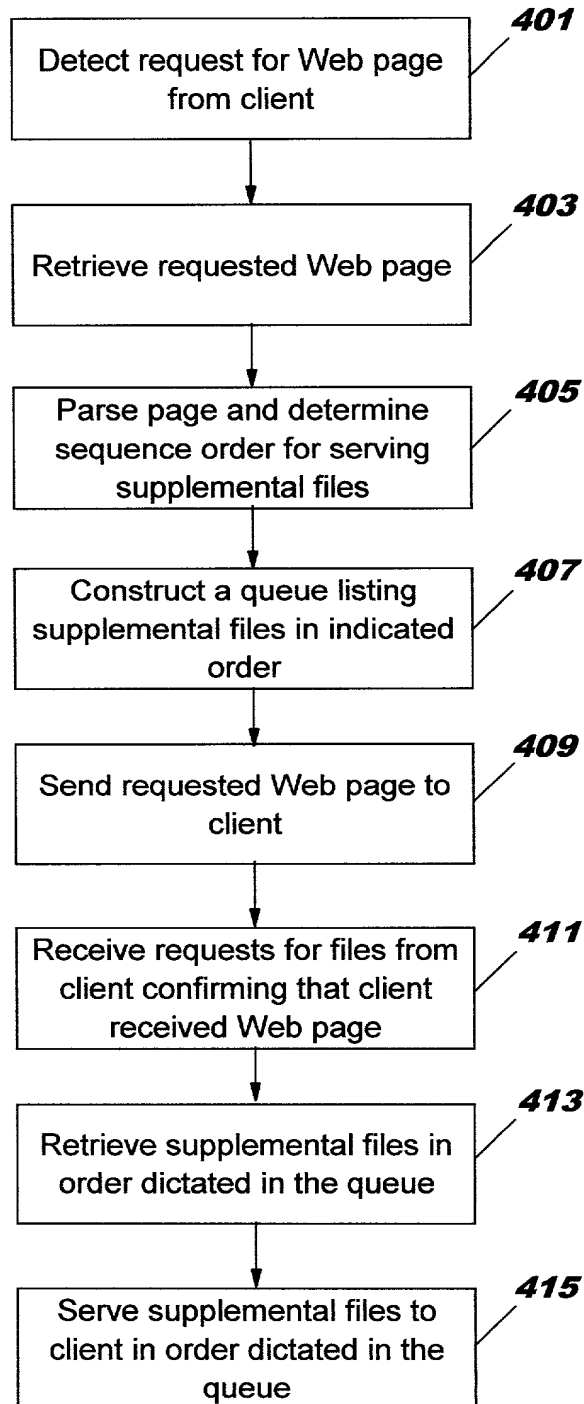 401
Detect request for Web page
from client
403
Retrieve requested Web page
405
Parse page and determine
sequence order for serving
supplemental files
407
Construct a queue listing
supplemental files in indicated
order
409
Send requested Web page to
client
411
Receive requests for files from
client confirming that client
received Web page
413
Retrieve supplemental files in
order dictated in the queue
415
Serve supplemental files to
client in order dictated in the
queue